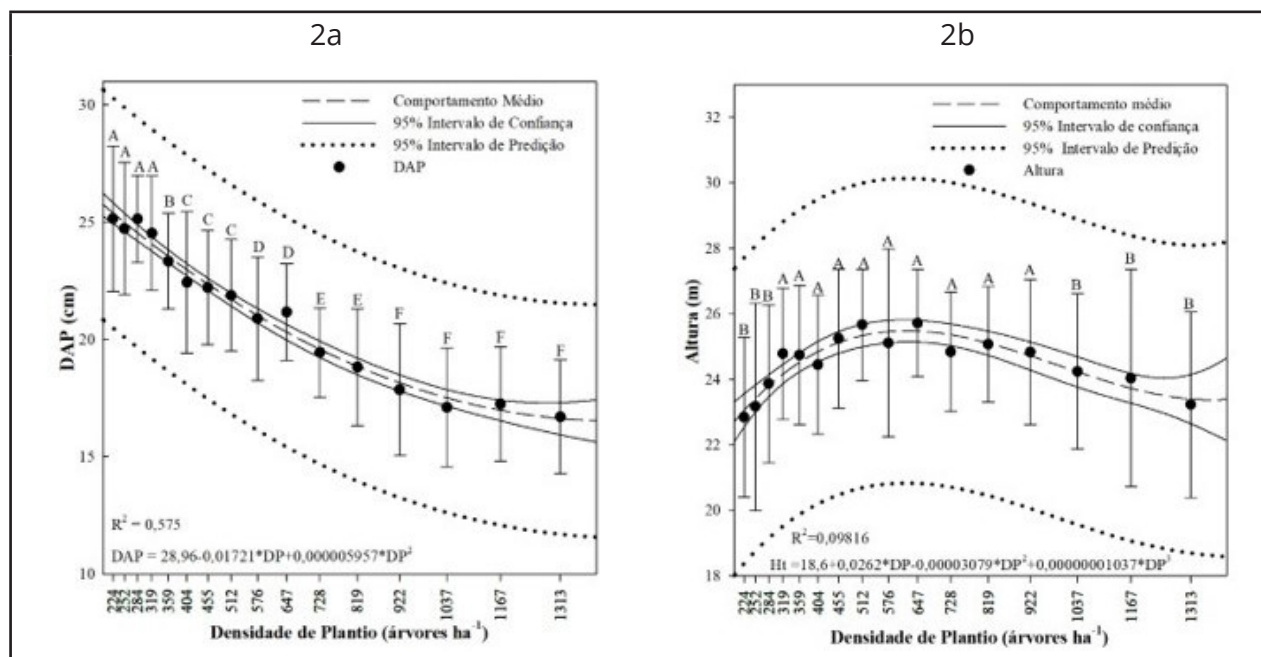 2a
30
25
20
15
10
DAP (cm)
Comportamento Médio
95% Intervalo de Confiança
95% Intervalo de Predição
DAP
A A A A B C C C D D E E F F F F
R² = 0,575
DAP = 28,96-0,01721*DP+0,000005957*DP²
224 252 284 319 359 404 455 512 576 647 728 819 922 1037 1167 1313
Densidade de Plantio (árvores ha⁻¹)
2b
32
30
28
26
24
22
20
18
Altura (m)
Comportamento médio
95% Intervalo de confiança
95% Intervalo de Predição
Altura
B B B A A A A A A A A A A B B B
R²=0,09816
Ht =18,6+0,0262*DP-0,00003079*DP²+0,00000001037*DP³
224 252 284 319 359 404 455 512 576 647 728 819 922 1037 1167 1313
Densidade de Plantio (árvores ha⁻¹)